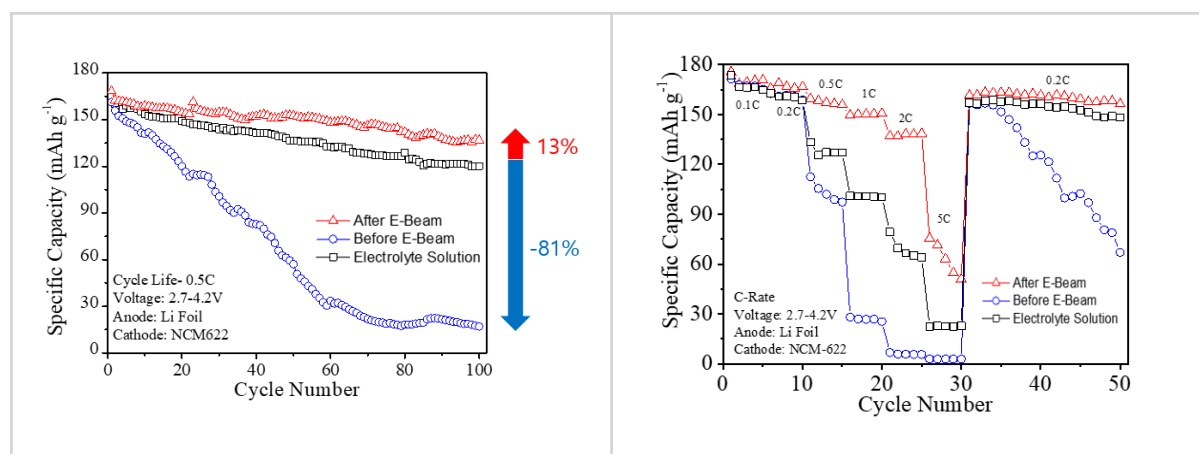 180
150
120
90
60
30
0
Specific Capacity (mAh g⁻¹)
13%
-81%
After E-Beam
Before E-Beam
Electrolyte Solution
Cycle Life- 0.5C
Voltage: 2.7-4.2V
Anode: Li Foil
Cathode: NCM622
0 20 40 60 80 100
Cycle Number
180
150
120
90
60
30
0
Specific Capacity (mAh g⁻¹)
0.1C
0.2C
0.5C
1C
2C
5C
0.2C
After E-Beam
Before E-Beam
Electrolyte Solution
C-Rate
Voltage: 2.7-4.2V
Anode: Li Foil
Cathode: NCM-622
0 10 20 30 40 50
Cycle Number